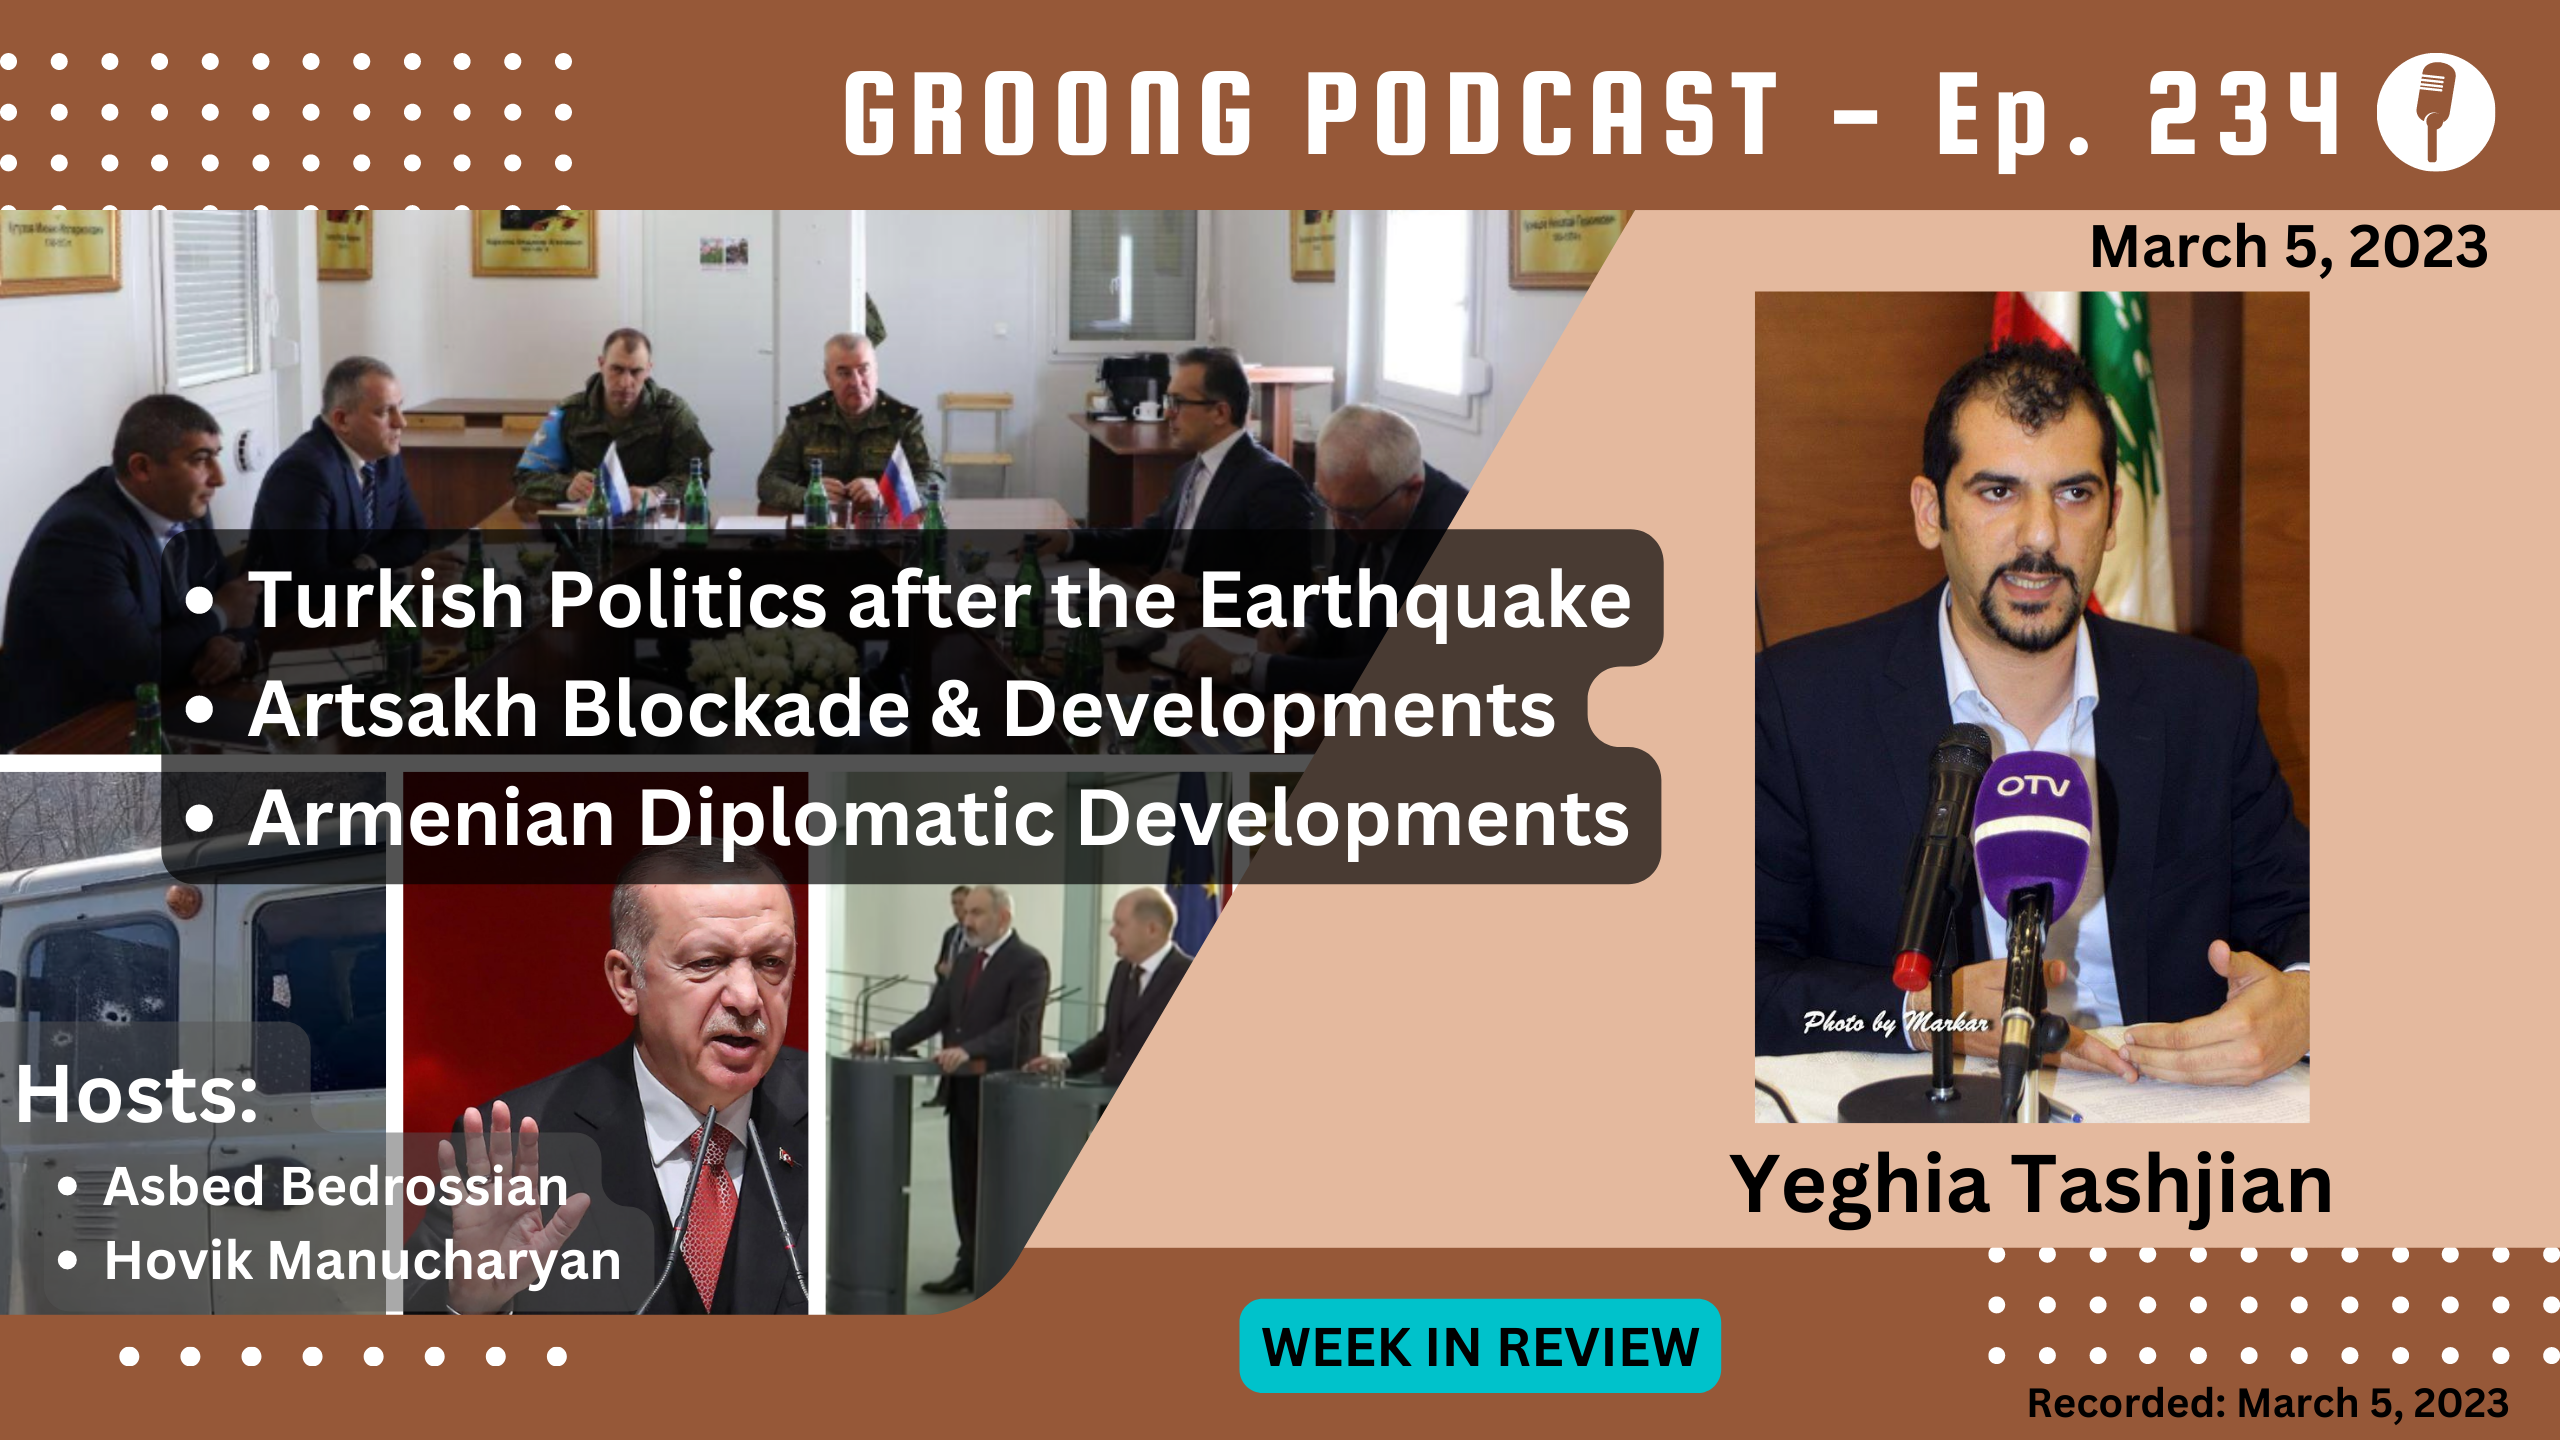 GROONG PODCAST - Ep. 234
March 5, 2023
• Turkish Politics after the Earthquake
• Artsakh Blockade & Developments
• Armenian Diplomatic Developments
OTV
Photo by Markar
Hosts:
• Asbed Bedrossian
• Hovik Manucharyan
Yeghia Tashjian
WEEK IN REVIEW
Recorded: March 5, 2023